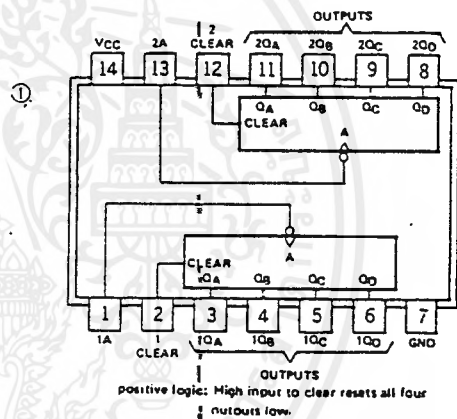 OUTPUTS
VCC 2A 2 CLEAR 2QA 2QB 2QC 2QD
14 13 12 11 10 9 8
①
QA QB QC QD
CLEAR
A
A
CLEAR
QA QB QC QD
1 2 3 4 5 6 7
1A 1 CLEAR 1QA 1QB 1QC 1QD GND
OUTPUTS
positive logic: High input to clear resets all four
outputs low.